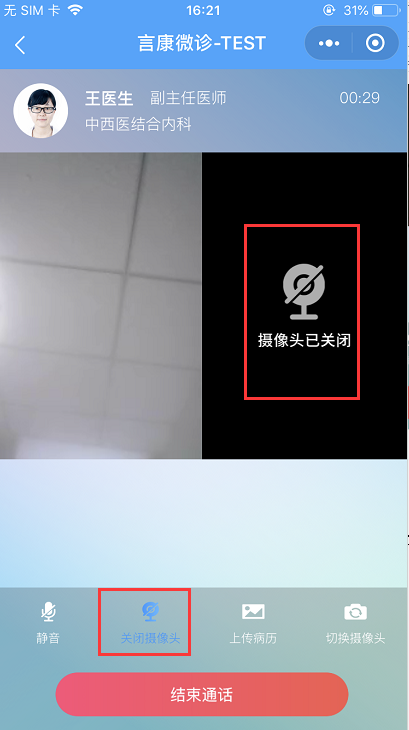 无 SIM 卡 16:21 31%
言康微诊-TEST
王医生 副主任医师 00:29
中西医结合内科
摄像头已关闭
静音 关闭摄像头 上传病历 切换摄像头
结束通话